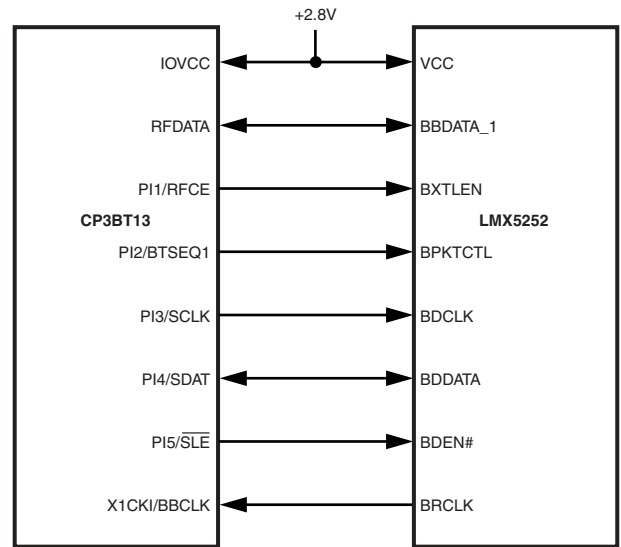 +2.8V
IOVCC VCC
RFDATA BBDATA_1
PI1/RFCE BXTLEN
CP3BT13 LMX5252
PI2/BTSEQ1 BPKTCTL
PI3/SCLK BDCLK
PI4/SDAT BDDATA
PI5/SLE BDEN#
X1CKI/BBCLK BRCLK